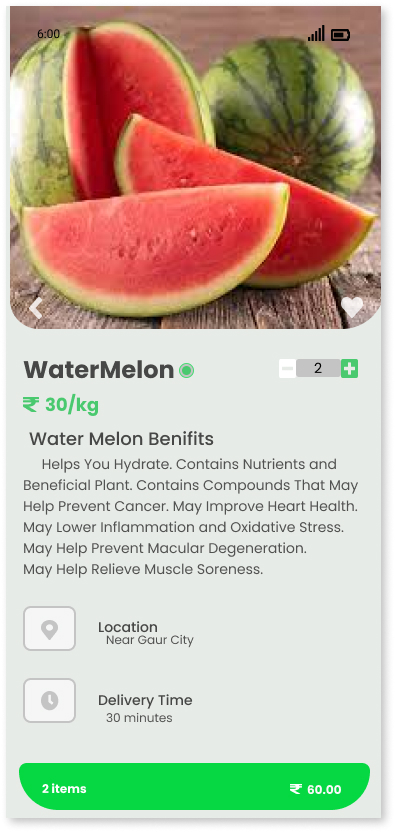 6:00
WaterMelon
2
₹ 30/kg
Water Melon Benifits
Helps You Hydrate. Contains Nutrients and
Beneficial Plant. Contains Compounds That May
Help Prevent Cancer. May Improve Heart Health.
May Lower Inflammation and Oxidative Stress.
May Help Prevent Macular Degeneration.
May Help Relieve Muscle Soreness.
Location
Near Gaur City
Delivery Time
30 minutes
2 items ₹ 60.00